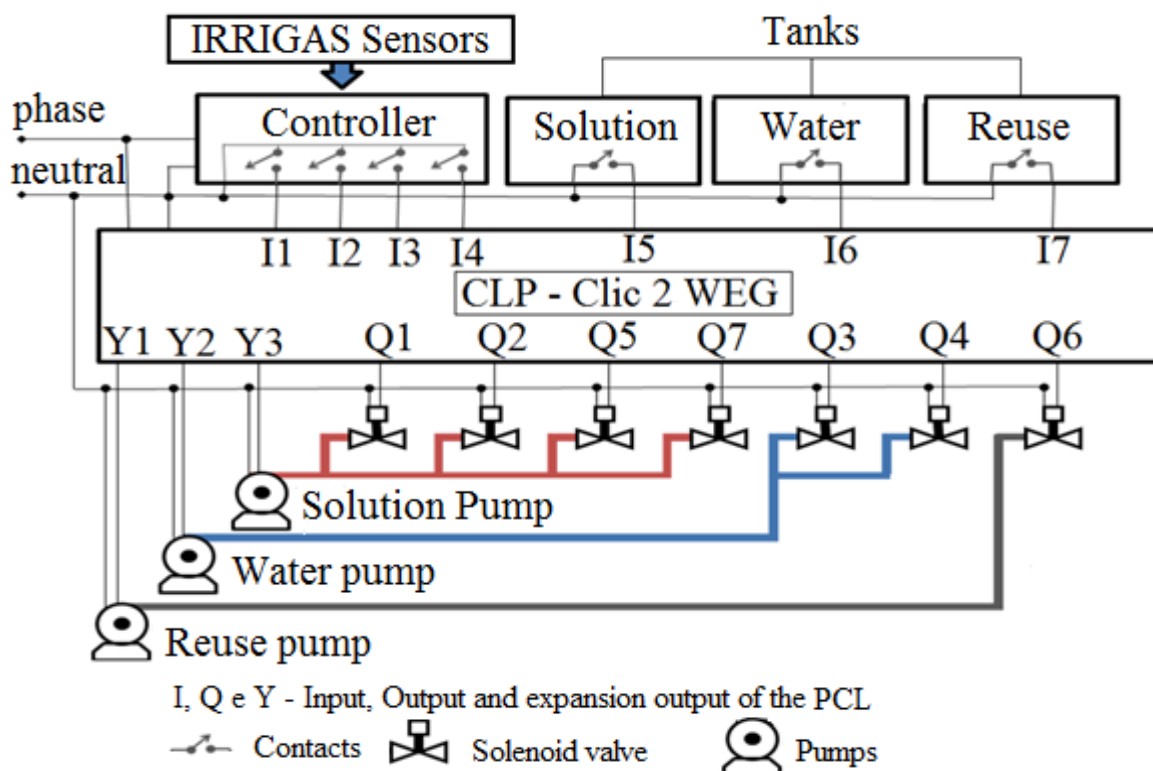 IRRIGAS Sensors
Tanks
phase
Controller
Solution
Water
Reuse
neutral
I1 I2 I3 I4 I5 I6 I7
CLP - Clic 2 WEG
Y1 Y2 Y3 Q1 Q2 Q5 Q7 Q3 Q4 Q6
Solution Pump
Water pump
Reuse pump
I, Q e Y - Input, Output and expansion output of the PCL
Contacts
Solenoid valve
Pumps